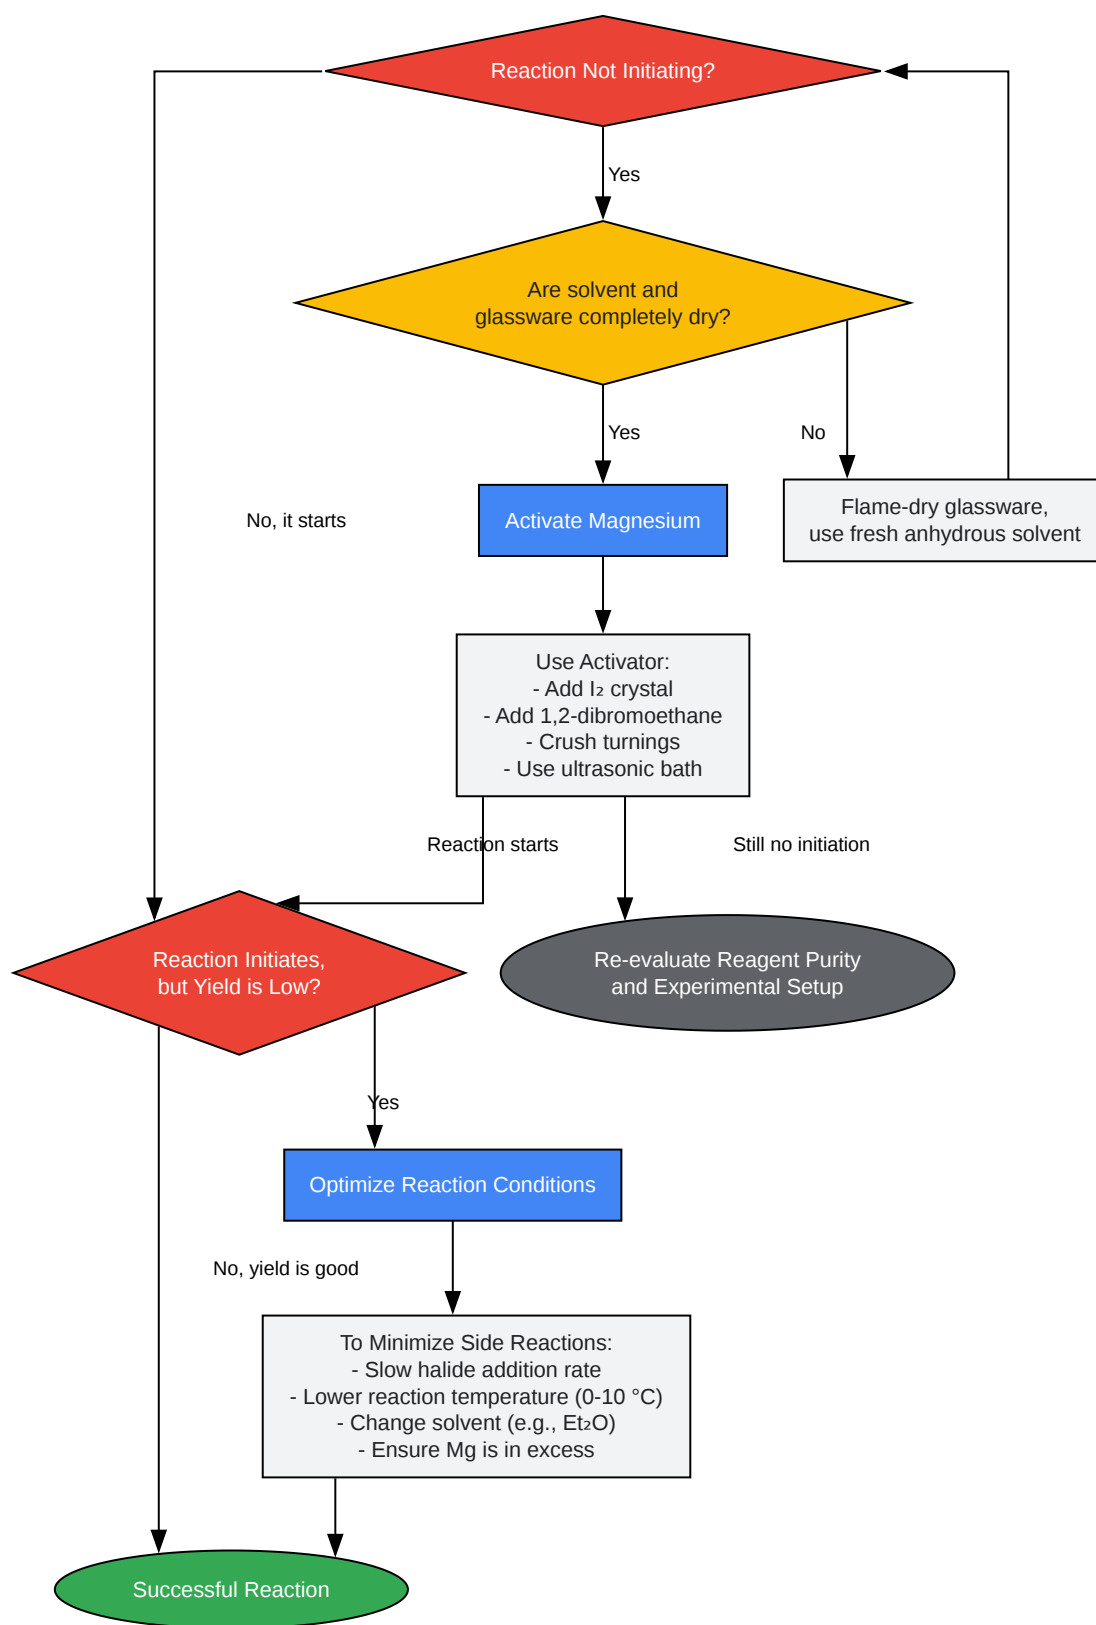 Reaction Not Initiating?
Yes
Are solvent and
glassware completely dry?
Yes
No
Activate Magnesium
Flame-dry glassware,
use fresh anhydrous solvent
No, it starts
Use Activator:
- Add I₂ crystal
- Add 1,2-dibromoethane
- Crush turnings
- Use ultrasonic bath
Reaction starts
Still no initiation
Reaction Initiates,
but Yield is Low?
Re-evaluate Reagent Purity
and Experimental Setup
Yes
Optimize Reaction Conditions
No, yield is good
To Minimize Side Reactions:
- Slow halide addition rate
- Lower reaction temperature (0-10 °C)
- Change solvent (e.g., Et₂O)
- Ensure Mg is in excess
Successful Reaction